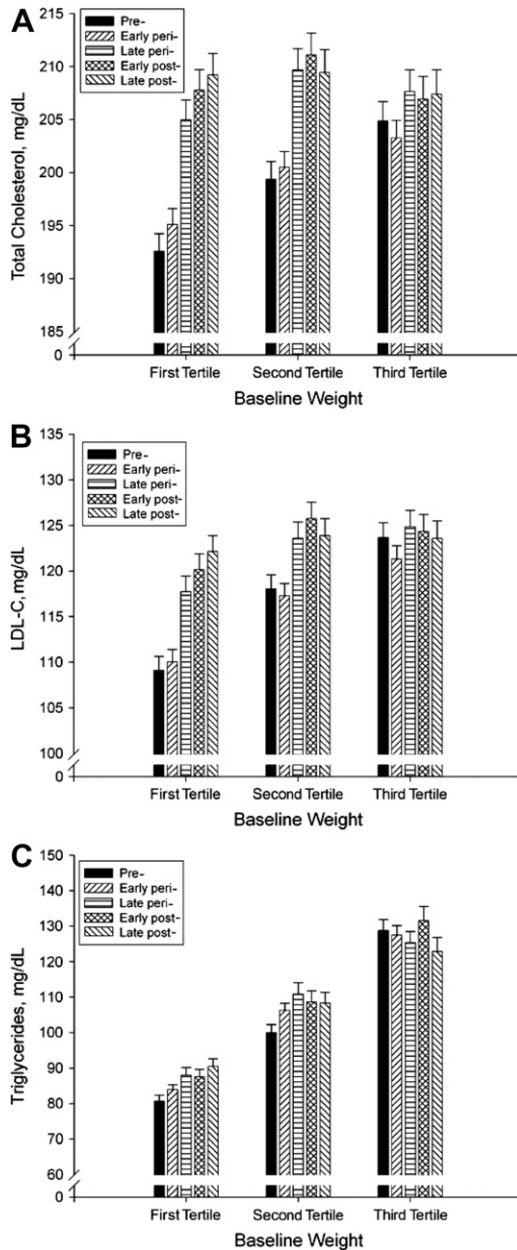 A
Pre-
Early peri-
Late peri-
Early post-
Late post-
Total Cholesterol, mg/dL
215
210
205
200
195
190
185
0
First Tertile
Second Tertile
Third Tertile
Baseline Weight
B
Pre-
Early peri-
Late peri-
Early post-
Late post-
LDL-C, mg/dL
135
130
125
120
115
110
105
100
0
First Tertile
Second Tertile
Third Tertile
Baseline Weight
C
Pre-
Early peri-
Late peri-
Early post-
Late post-
Triglycerides, mg/dL
150
140
130
120
110
100
90
80
70
60
0
First Tertile
Second Tertile
Third Tertile
Baseline Weight